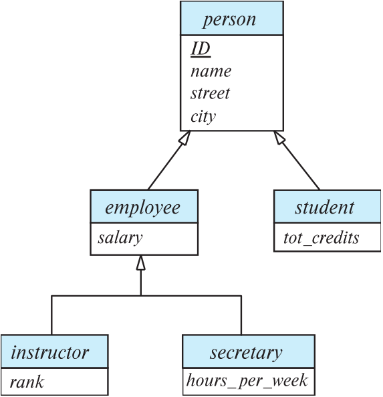 person
ID
name
street
city
employee
salary
student
tot_credits
instructor
rank
secretary
hours_per_week